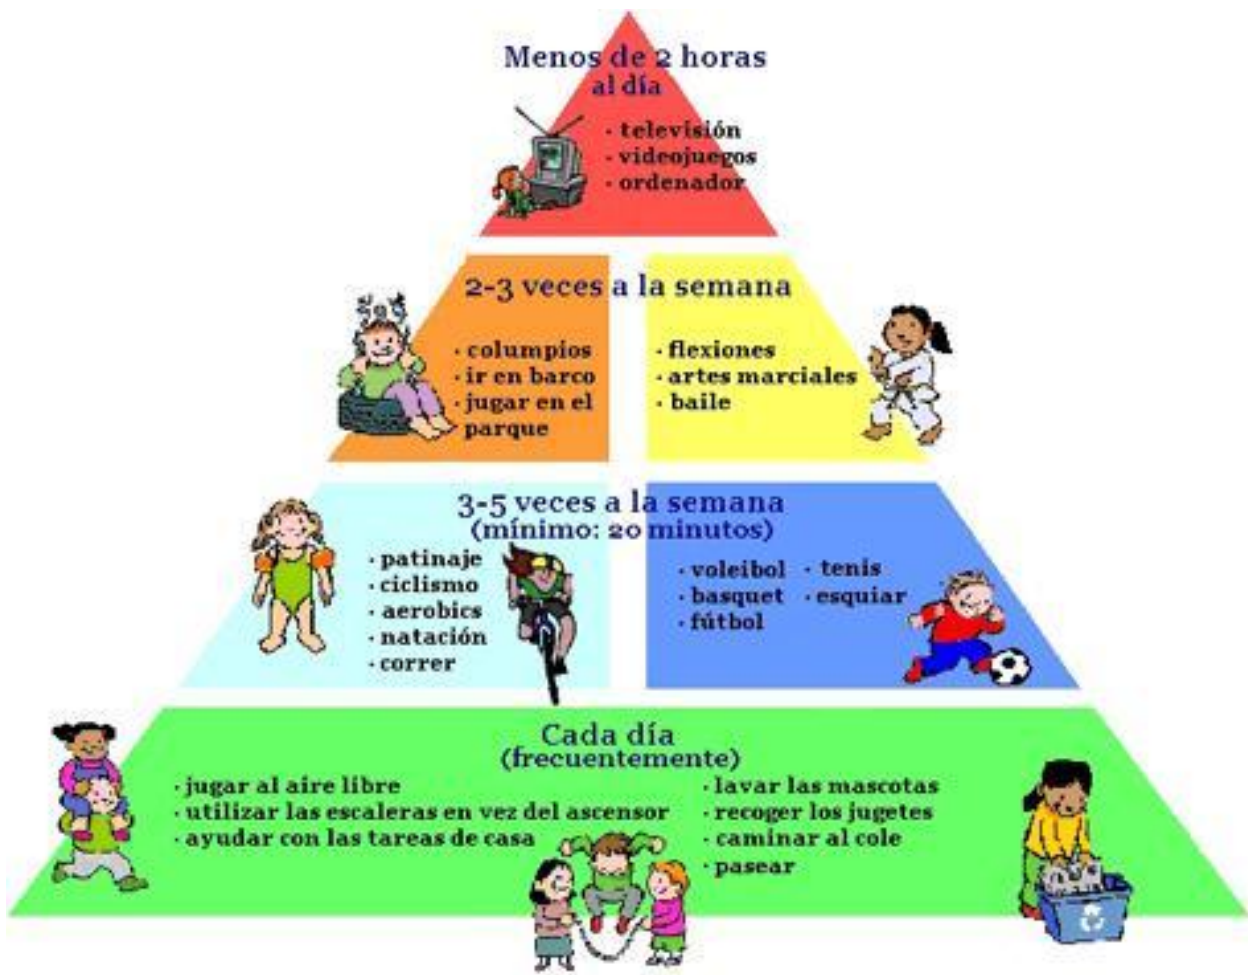 Menos de 2 horas
al día
· televisión
· videojuegos
· ordenador
2-3 veces a la semana
· columpios
· ir en barco
· jugar en el
parque
· flexiones
· artes marciales
· baile
3-5 veces a la semana
(mínimo: 20 minutos)
· patinaje
· ciclismo
· aerobics
· natación
· correr
· voleibol
· basquet
· fútbol
· tenis
· esquiar
Cada día
(frecuentemente)
· jugar al aire libre
· utilizar las escaleras en vez del ascensor
· ayudar con las tareas de casa
· lavar las mascotas
· recoger los jugetes
· caminar al cole
· pasear